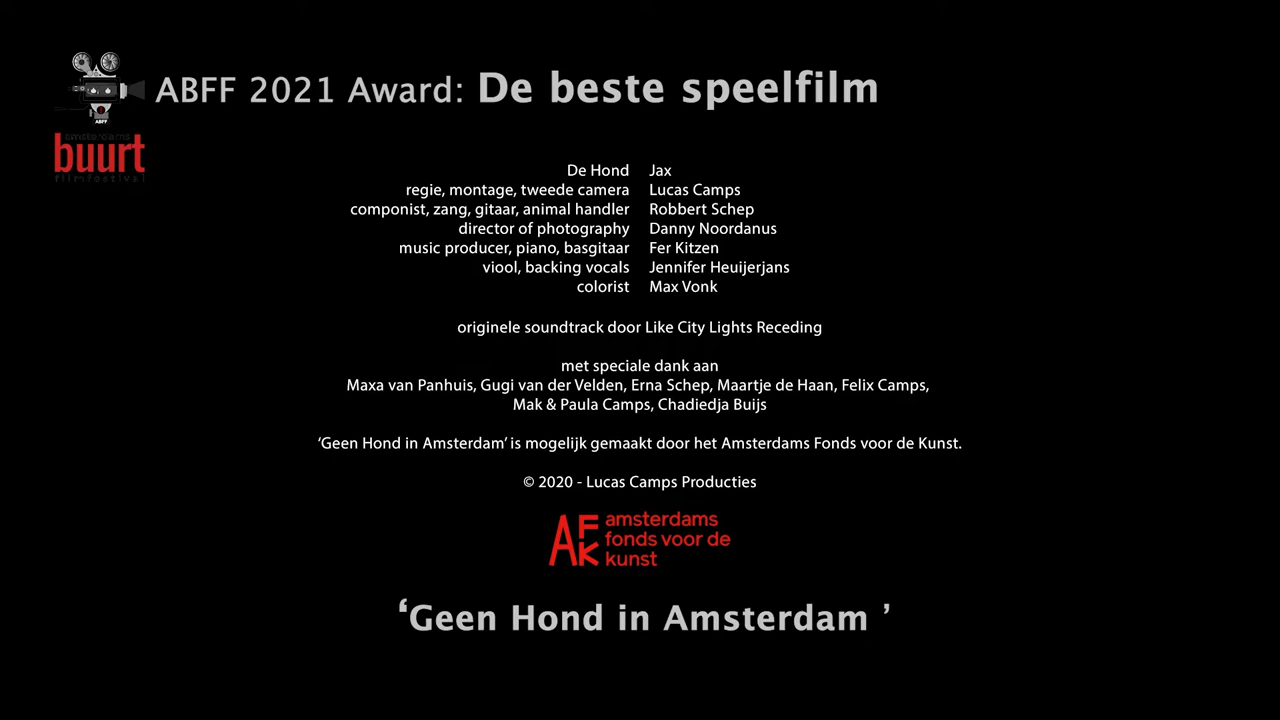 ABFF 2021 Award: De beste speelfilm
ABFF
amsterdams
buurt
filmfestival
De Hond Jax
regie, montage, tweede camera Lucas Camps
componist, zang, gitaar, animal handler Robbert Schep
director of photography Danny Noordanus
music producer, piano, basgitaar Fer Kitzen
viool, backing vocals Jennifer Heuijerjans
colorist Max Vonk
originele soundtrack door Like City Lights Receding
met speciale dank aan
Maxa van Panhuis, Gugi van der Velden, Erna Schep, Maartje de Haan, Felix Camps,
Mak & Paula Camps, Chadiedja Buijs
‘Geen Hond in Amsterdam’ is mogelijk gemaakt door het Amsterdams Fonds voor de Kunst.
© 2020 - Lucas Camps Producties
AFK
amsterdams
fonds voor de
kunst
‘Geen Hond in Amsterdam ’